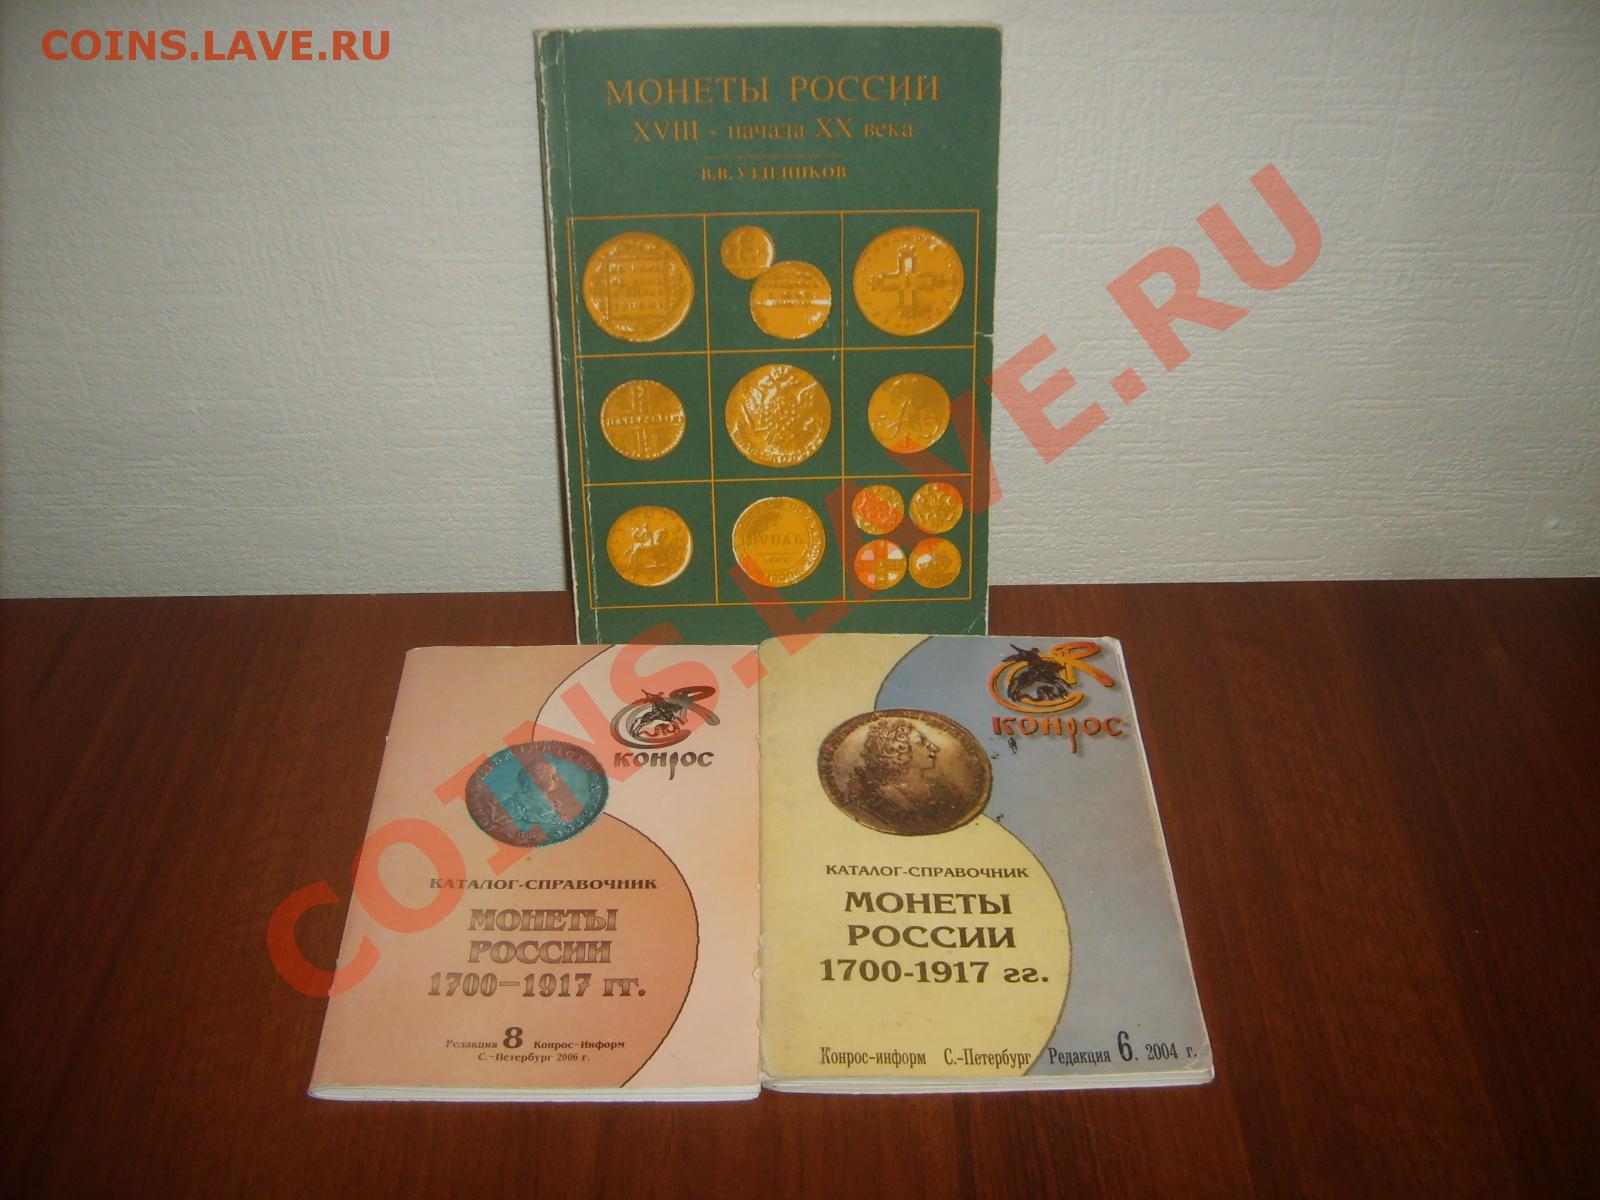 COINS.LAVE.RU
МОНЕТЫ РОССИИ
XVIII - начала XX века
В.В. УЗДЕНИКОВ
РУБЛЬ
COINS.LAVE.RU
КОНРОС
КАТАЛОГ-СПРАВОЧНИК
МОНЕТЫ
РОССИИ
1700-1917 гг.
Редакция 8 Конрос-Информ
С.-Петербург 2006 г.
КОНРОС
КАТАЛОГ-СПРАВОЧНИК
МОНЕТЫ
РОССИИ
1700-1917 гг.
Конрос-информ С.-Петербург Редакция 6. 2004 г.